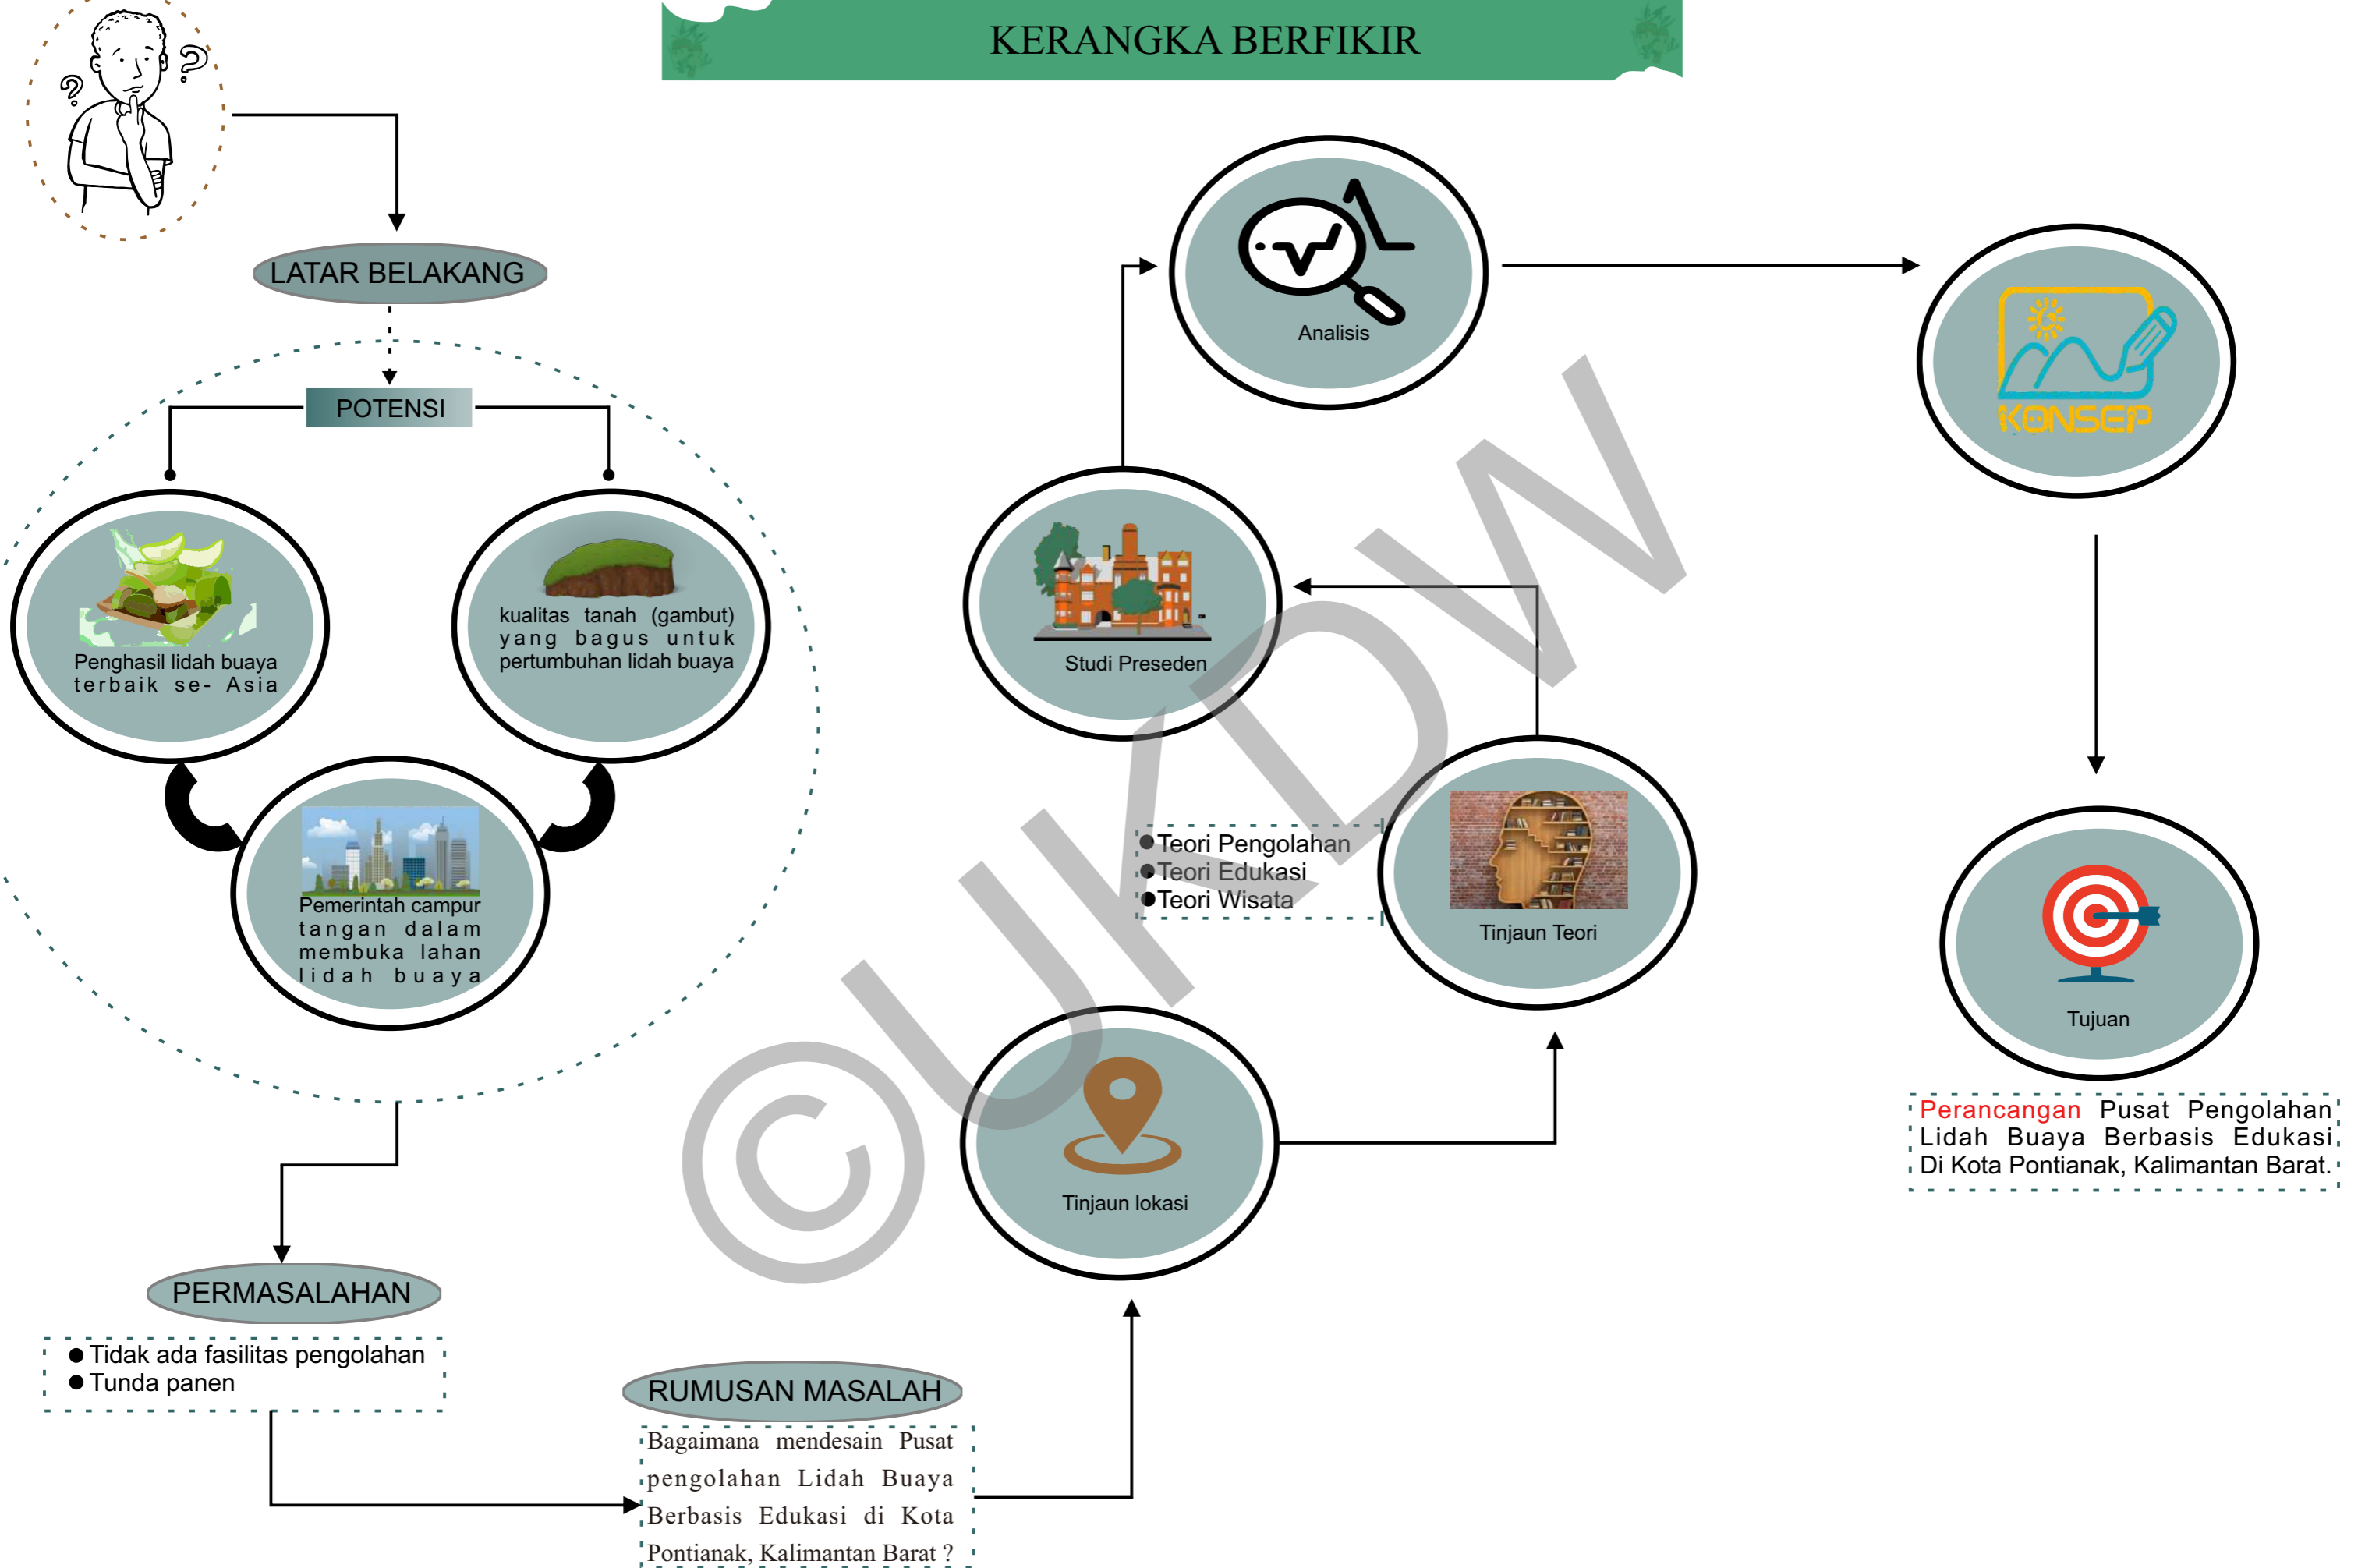 KERANGKA BERFIKIR
LATAR BELAKANG
POTENSI
Penghasil lidah buaya
terbaik se- Asia
kualitas tanah (gambut)
yang bagus untuk
pertumbuhan lidah buaya
Pemerintah campur
tangan dalam
membuka lahan
lidah buaya
PERMASALAHAN
Tidak ada fasilitas pengolahan
Tunda panen
RUMUSAN MASALAH
Bagaimana mendesain Pusat
pengolahan Lidah Buaya
Berbasis Edukasi di Kota
Pontianak, Kalimantan Barat ?
Tinjaun lokasi
Teori Pengolahan
Teori Edukasi
Teori Wisata
Tinjaun Teori
Studi Preseden
Analisis
KONSEP
Tujuan
Perancangan Pusat Pengolahan
Lidah Buaya Berbasis Edukasi
Di Kota Pontianak, Kalimantan Barat.
©UKDW